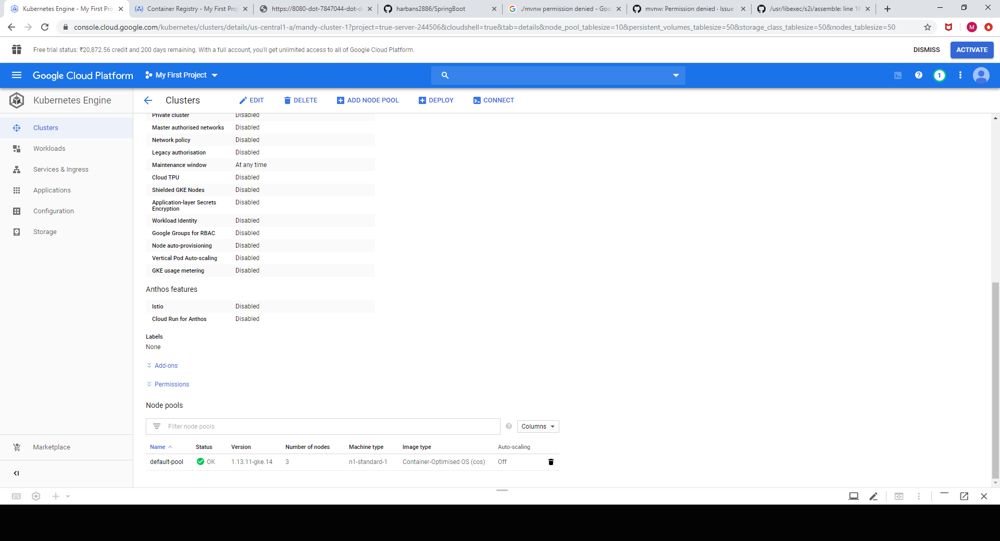 Kubernetes Engine - My First Pro
Container Registry - My First Pro
https://8080-dot-7847044-dot-d
harbans2886/SpringBoot
./mvnw permission denied - Goo
mvnw: Permission denied · Issue
/usr/libexec/s2i/assemble: line 16
console.cloud.google.com/kubernetes/clusters/details/us-central1-a/mandy-cluster-1?project=true-server-244506&cloudshell=true&tab=details&node_pool_tablesize=10&persistent_volumes_tablesize=50&storage_class_tablesize=50&nodes_tablesize=50
M
Free trial status: ₹20,872.56 credit and 200 days remaining. With a full account, you'll get unlimited access to all of Google Cloud Platform.
DISMISS
ACTIVATE
Google Cloud Platform
My First Project
1
Kubernetes Engine
Clusters
EDIT
DELETE
ADD NODE POOL
DEPLOY
CONNECT
Clusters
Workloads
Services & Ingress
Applications
Configuration
Storage
Marketplace
Private cluster Disabled
Master authorised networks Disabled
Network policy Disabled
Legacy authorisation Disabled
Maintenance window At any time
Cloud TPU Disabled
Shielded GKE Nodes Disabled
Application-layer Secrets Disabled
Encryption
Workload Identity Disabled
Google Groups for RBAC Disabled
Node auto-provisioning Disabled
Vertical Pod Auto-scaling Disabled
GKE usage metering Disabled
Anthos features
Istio Disabled
Cloud Run for Anthos Disabled
Labels
None
Add-ons
Permissions
Node pools
Filter node pools
Columns
Name Status Version Number of nodes Machine type Image type Auto-scaling
default-pool OK 1.13.11-gke.14 3 n1-standard-1 Container-Optimised OS (cos) Off